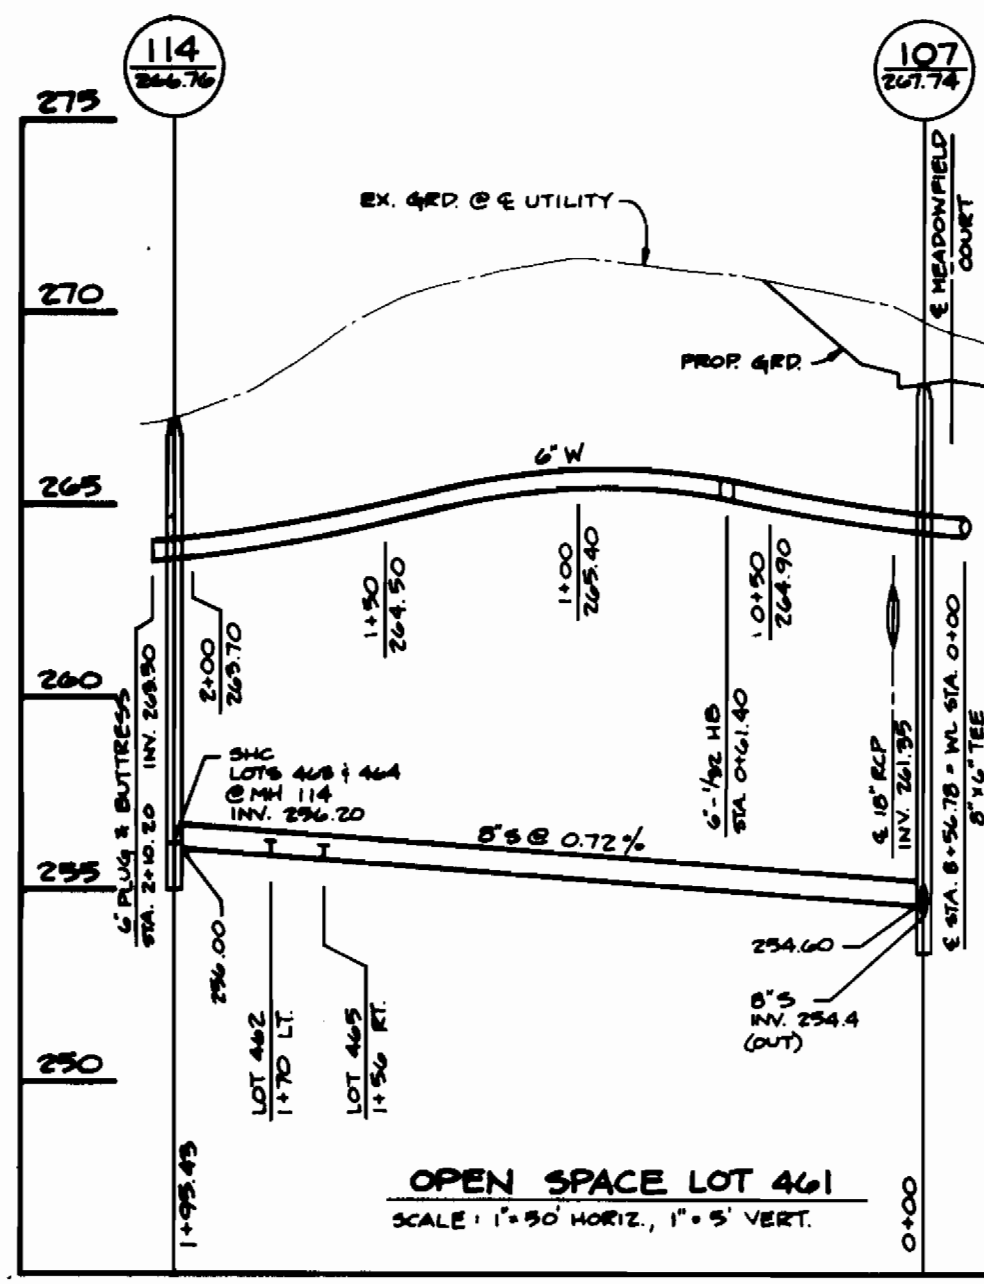 114
266.76
107
267.74
275
270
265
260
255
250
EX. GRD. @ ℄ UTILITY
PROP. GRD.
℄ MEADOWFIELD
COURT
6" W
1+50
264.50
1+00
265.40
0+50
264.90
2+00
263.70
6" PLUG & BUTTRESS
STA. 2+10.20 INV. 263.50
SHC
LOTS 463 & 464
@ MH 114
INV. 256.20
8" S @ 0.72%
6"-1/32 HB
STA. 0+61.40
℄ 18" RCP
INV. 261.35
℄ STA. 8+56.78 = WL STA. 0+00
8" x 6" TEE
256.00
LOT 462
1+70 LT.
LOT 465
1+56 RT.
254.60
8" S
INV. 254.4
(OUT)
1+95.43
0+00
OPEN SPACE LOT 461
SCALE: 1"=50' HORIZ., 1"=5' VERT.